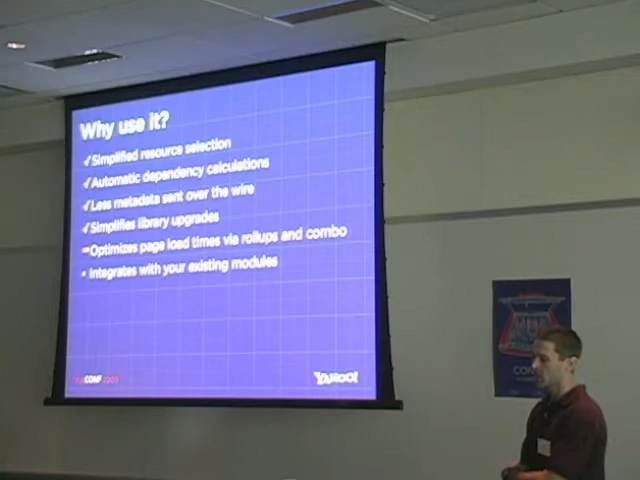 Why use it?
✓Simplified resource selection
✓Automatic dependency calculations
✓Less metadata sent over the wire
✓Simplifies library upgrades
➡Optimizes page load times via rollups and combo
• Integrates with your existing modules
YUICONF2009
YAHOO!